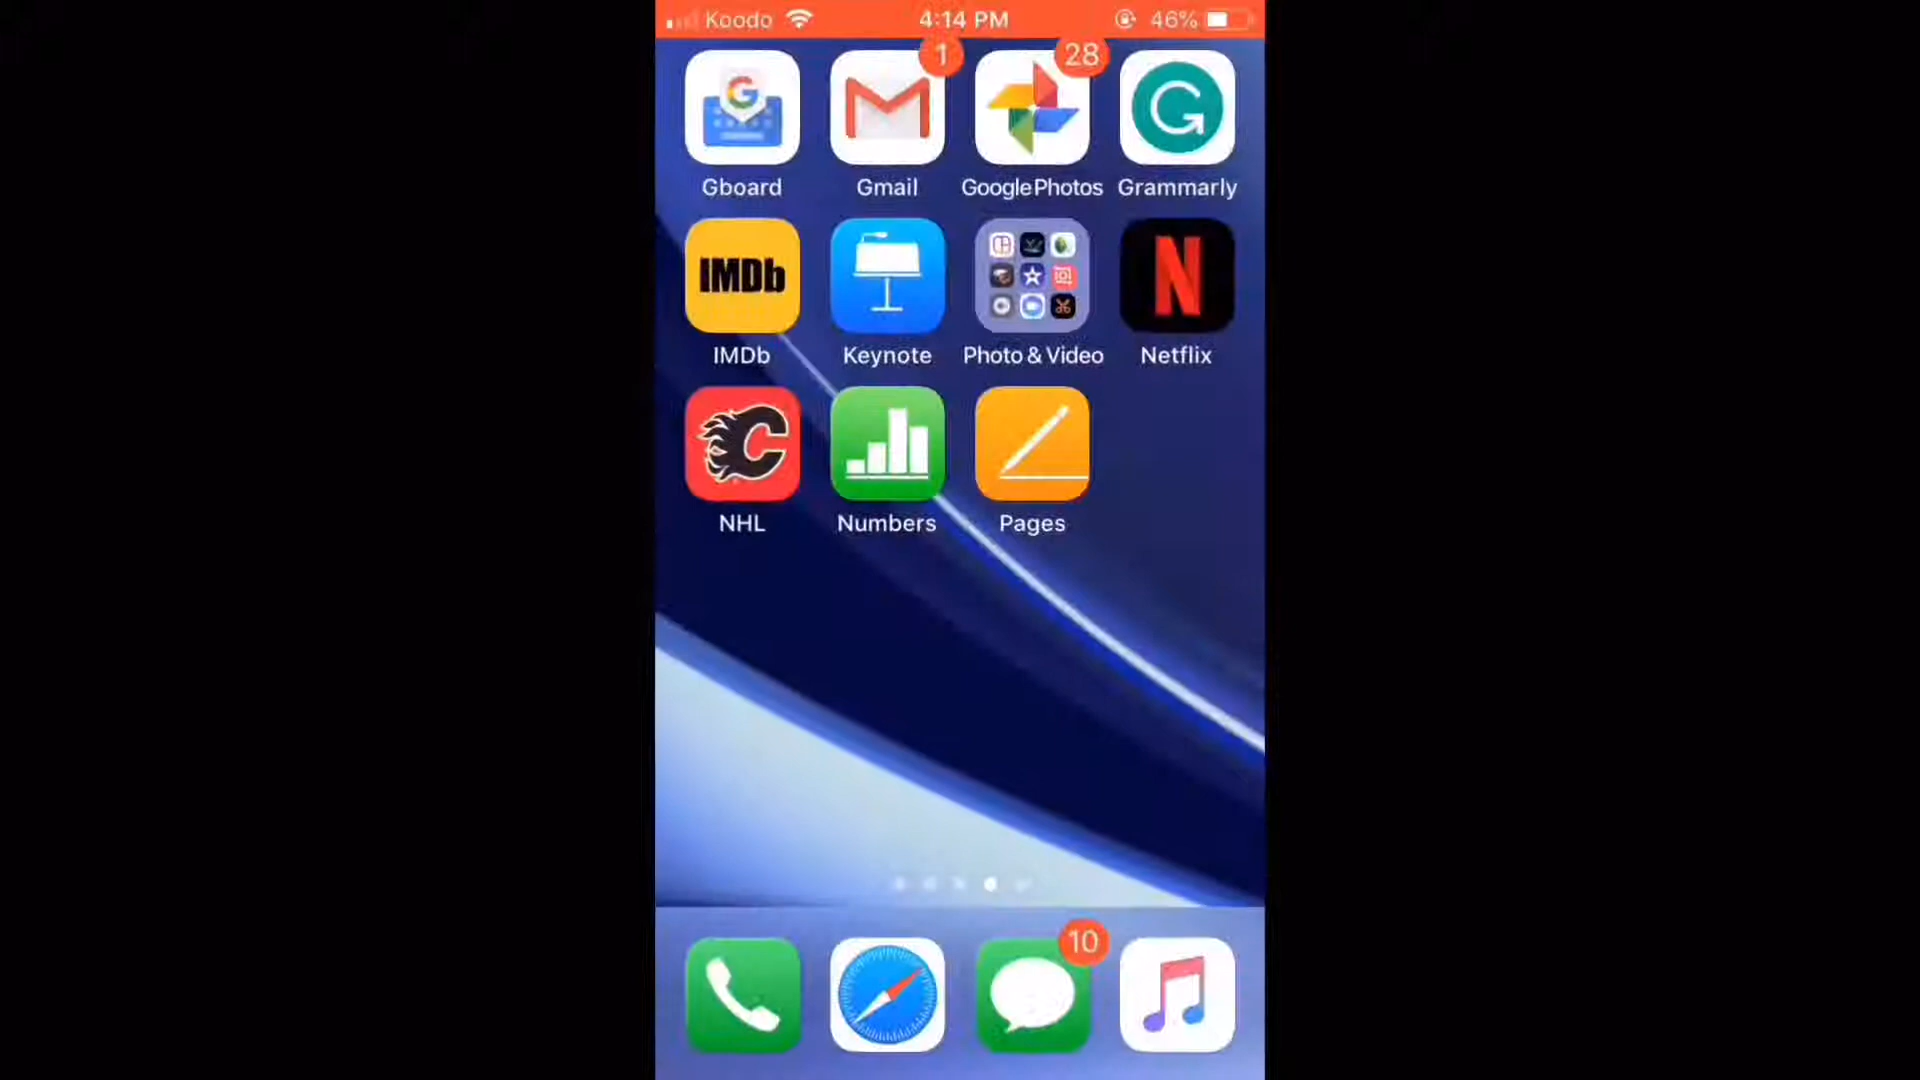 Koodo 4:14 PM 46%
1 28
G G
Gboard Gmail Google Photos Grammarly
IMDb N
IMDb Keynote Photo & Video Netflix
C
NHL Numbers Pages
10